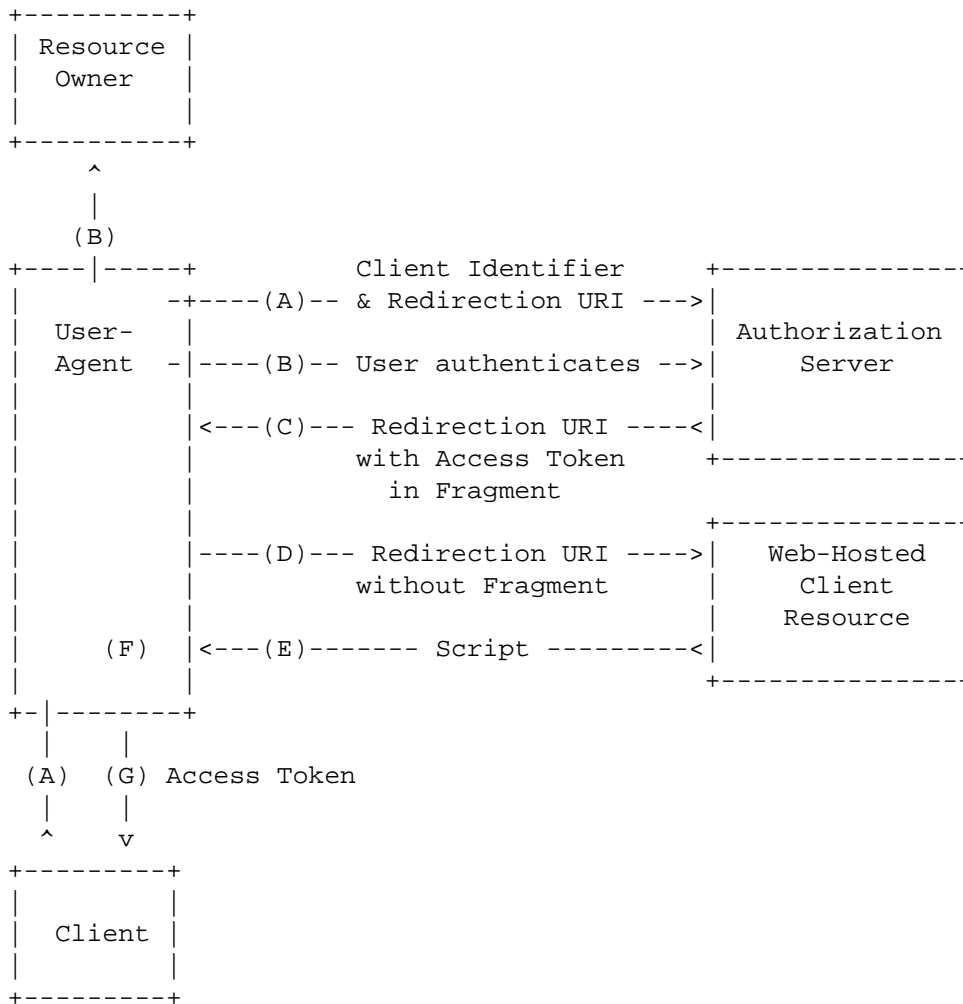 +----------+
| Resource |
|  Owner   |
|          |
+----------+
     ^
     |
    (B)
+----|-----+          Client Identifier     +----------------
|         -+----(A)-- & Redirection URI --->|
|  User-   |                                | Authorization
|  Agent  -|----(B)-- User authenticates -->|     Server
|          |                                |
|          |<---(C)--- Redirection URI ----<|
|          |          with Access Token     +----------------
|          |            in Fragment
|          |                                +----------------
|          |----(D)--- Redirection URI ---->|   Web-Hosted
|          |          without Fragment      |     Client
|          |                                |    Resource
|     (F)  |<---(E)------- Script ---------<|
|          |                                +----------------
+-|--------+
  |    |
 (A)  (G) Access Token
  |    |
  ^    v
+---------+
|         |
|  Client |
|         |
+---------+